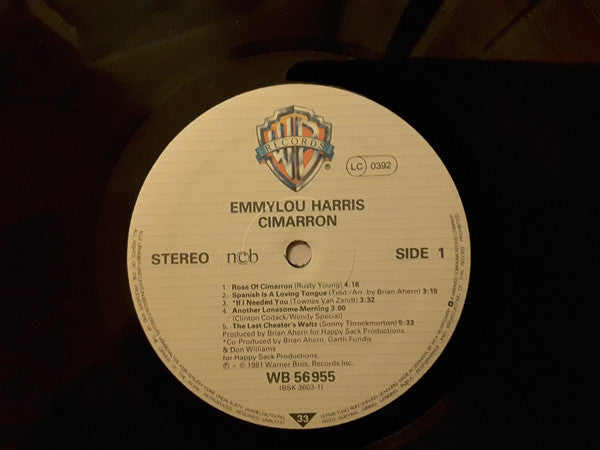 RECORDS
®
LC 0392
EMMYLOU HARRIS
CIMARRON
STEREO ncb SIDE 1
1. Rose Of Cimarron (Rusty Young) 4:18
2. Spanish Is A Loving Tongue (Trad./Arr. by Brian Ahern) 3:15
3. *If I Needed You (Townes Van Zandt) 3:32
4. Another Lonesome Morning 3:00
(Clinton Codack/Wendy Special)
5. The Last Cheater's Waltz (Sonny Throckmorton) 5:33
Produced by Brian Ahern for Happy Sack Productions.
*Co-Produced by Brian Ahern, Garth Fundis
& Don Williams
for Happy Sack Productions.
℗ + © 1981 Warner Bros. Records Inc.
WB 56 955
(BSK 3603-1)
33